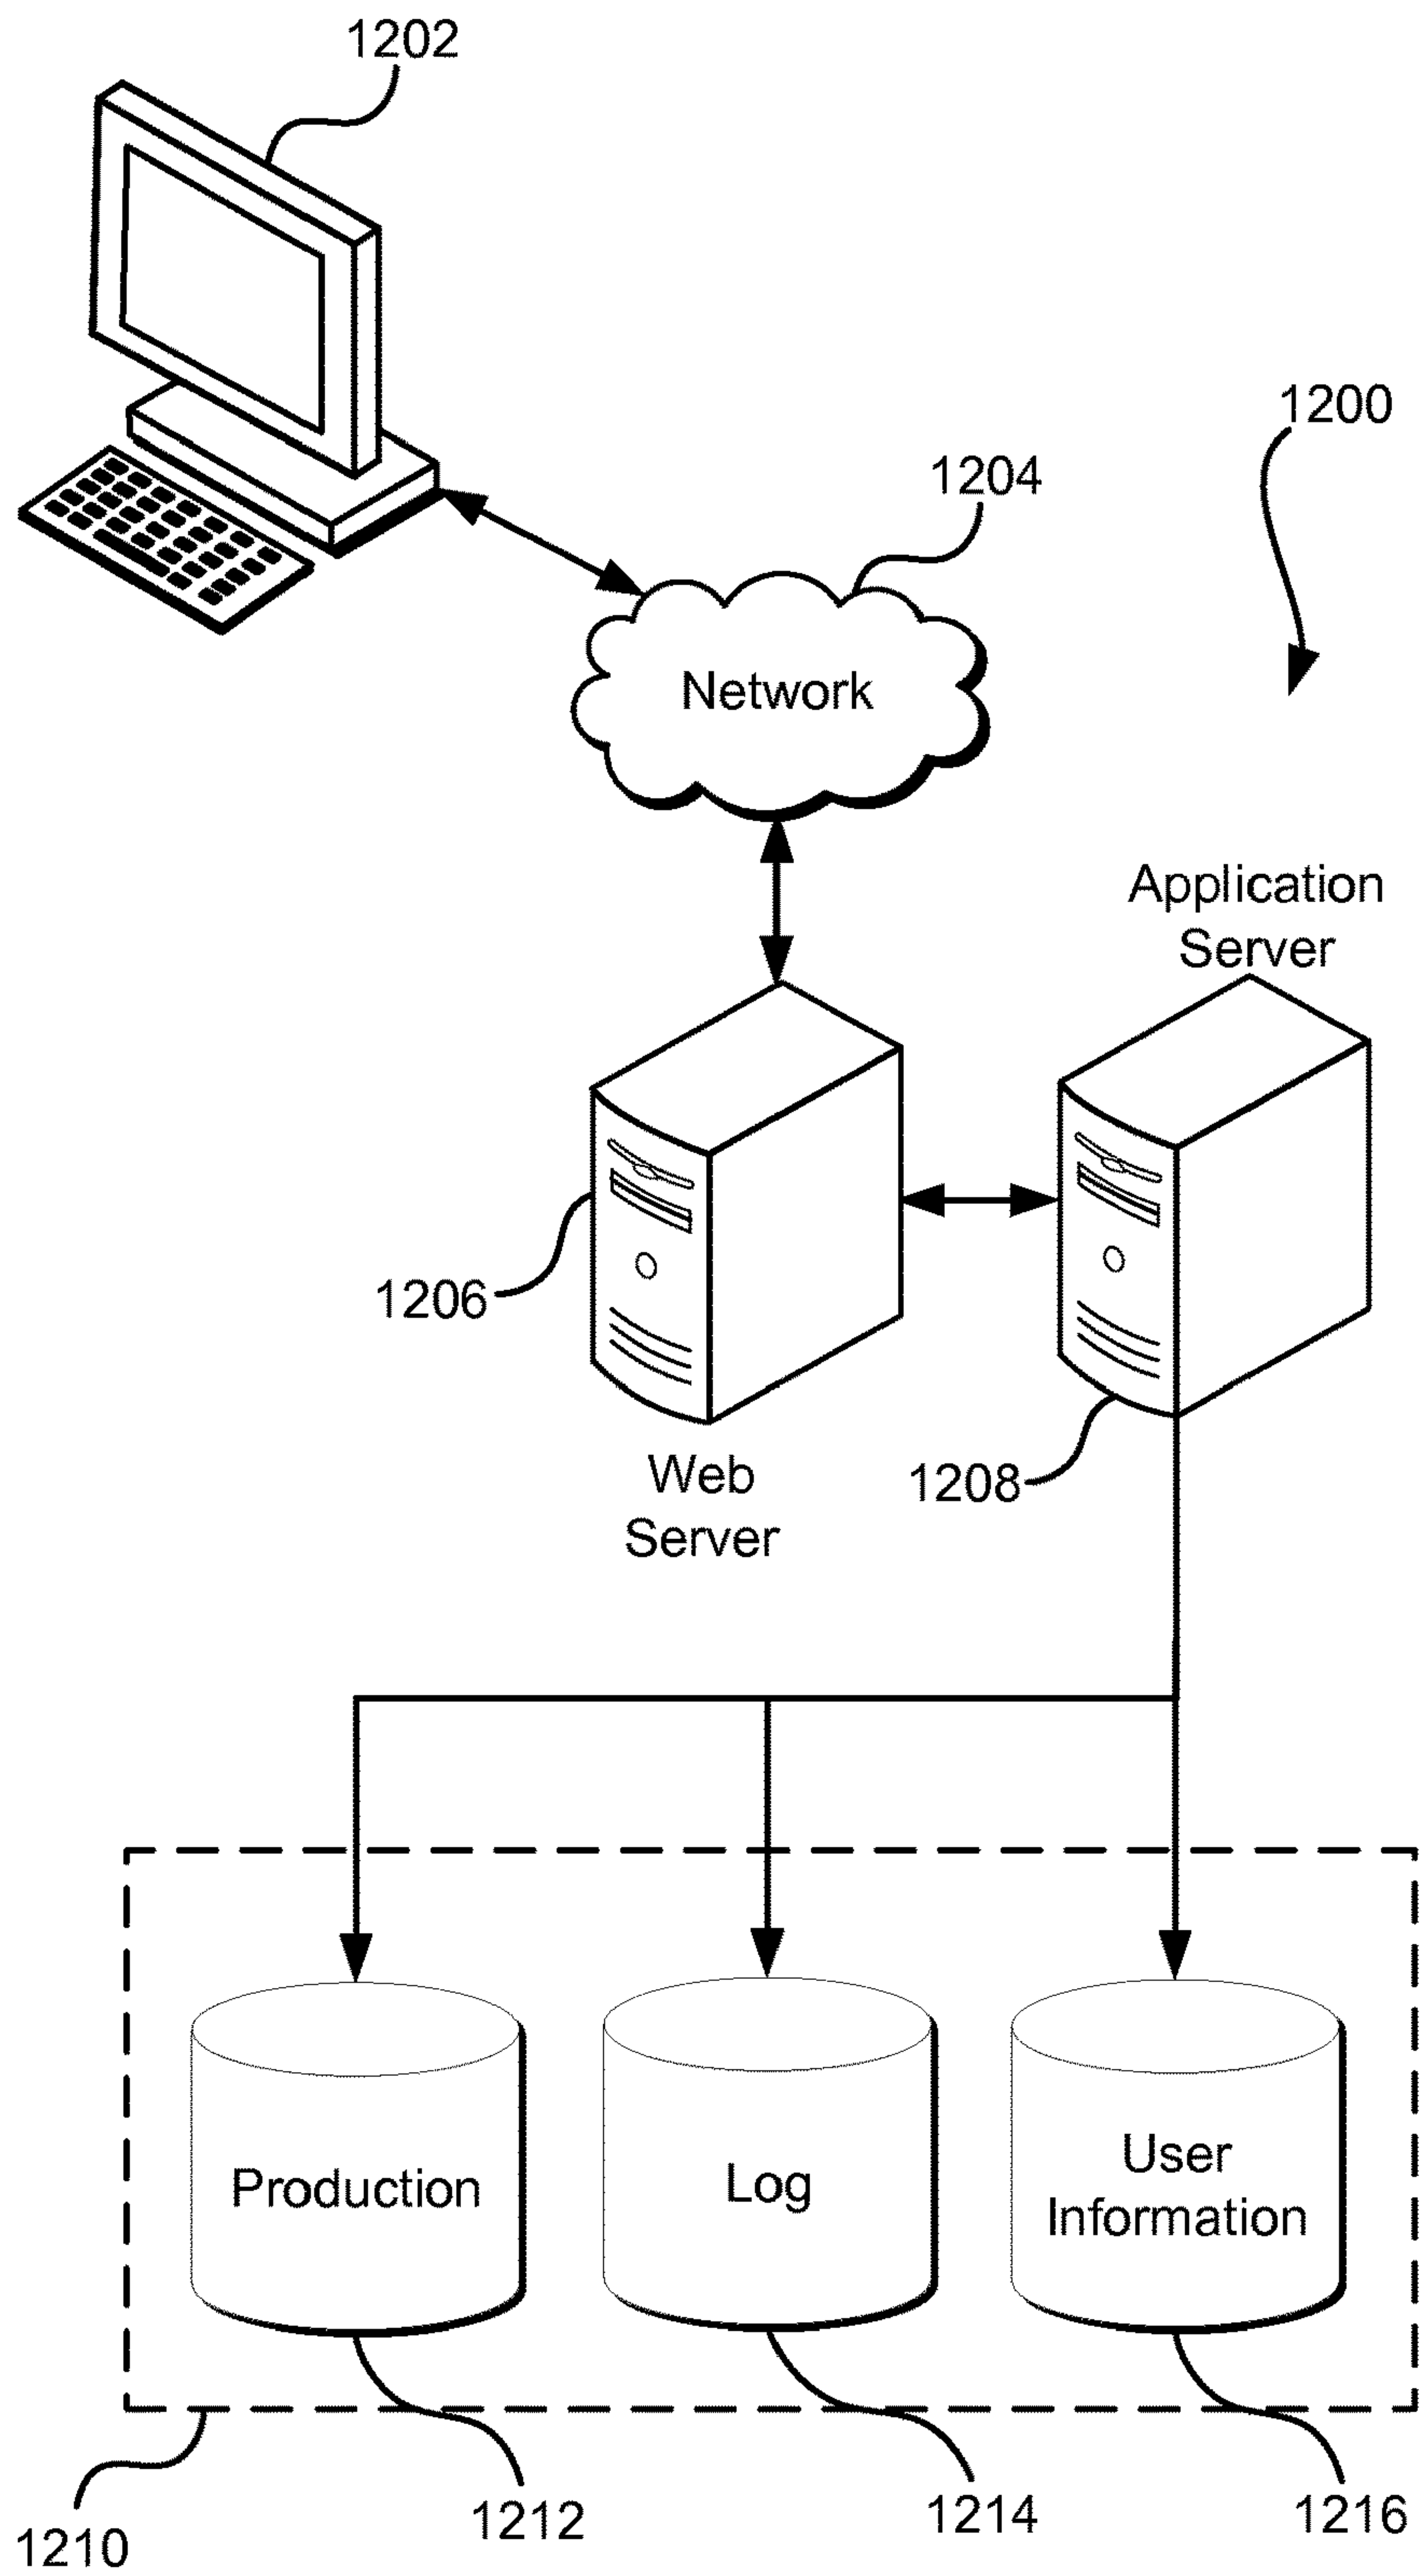 1202
1200
1204
Network
Application
Server
1206
Web
Server
1208
Production
Log
User
Information
1210
1212
1214
1216